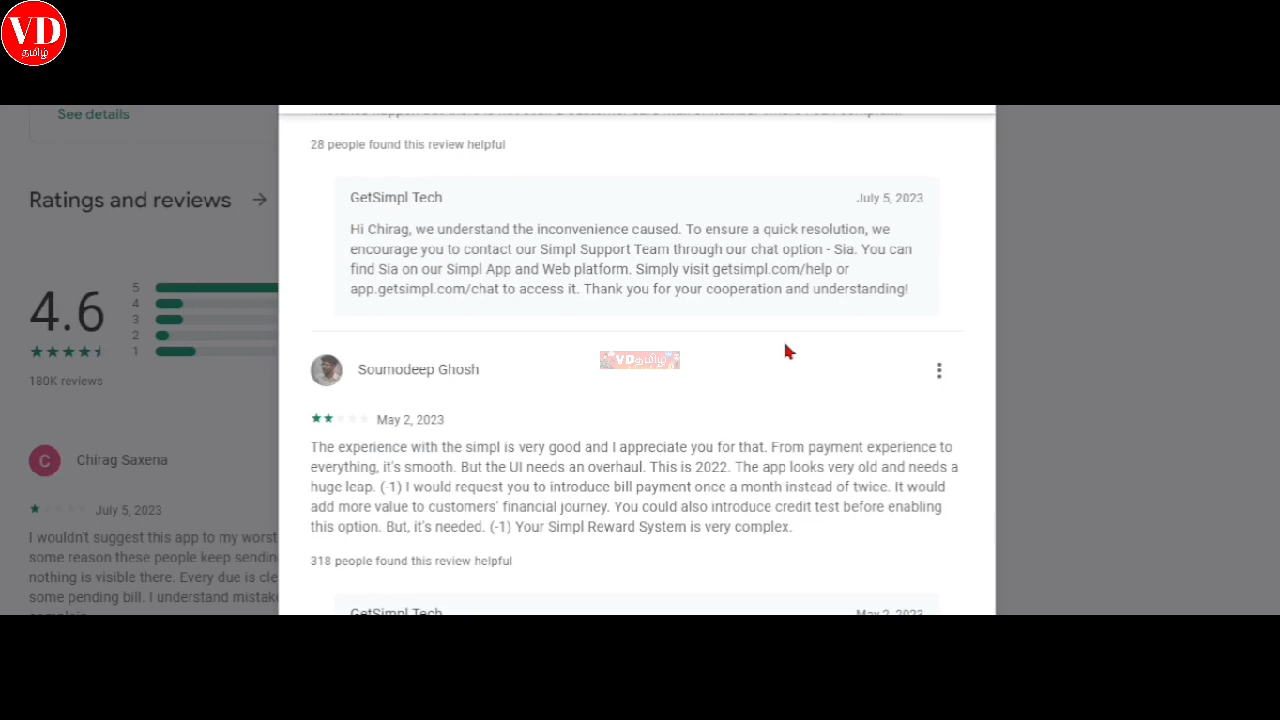 VD
தமிழ்
See details
Ratings and reviews
4.6
5
4
3
2
1
180K reviews
C
Chirag Saxena
July 5, 2023
I wouldn't suggest this app to my worst
some reason these people keep sending
nothing is visible there. Every due is cle
some pending bill. I understand mistak
28 people found this review helpful
GetSimpl Tech
July 5, 2023
Hi Chirag, we understand the inconvenience caused. To ensure a quick resolution, we
encourage you to contact our Simpl Support Team through our chat option - Sia. You can
find Sia on our Simpl App and Web platform. Simply visit getsimpl.com/help or
app.getsimpl.com/chat to access it. Thank you for your cooperation and understanding!
VDதமிழ்
Soumodeep Ghosh
May 2, 2023
The experience with the simpl is very good and I appreciate you for that. From payment experience to
everything, it's smooth. But the UI needs an overhaul. This is 2022. The app looks very old and needs a
huge leap. (-1) I would request you to introduce bill payment once a month instead of twice. It would
add more value to customers' financial journey. You could also introduce credit test before enabling
this option. But, it's needed. (-1) Your Simpl Reward System is very complex.
318 people found this review helpful
GetSimpl Tech
May 2, 2023